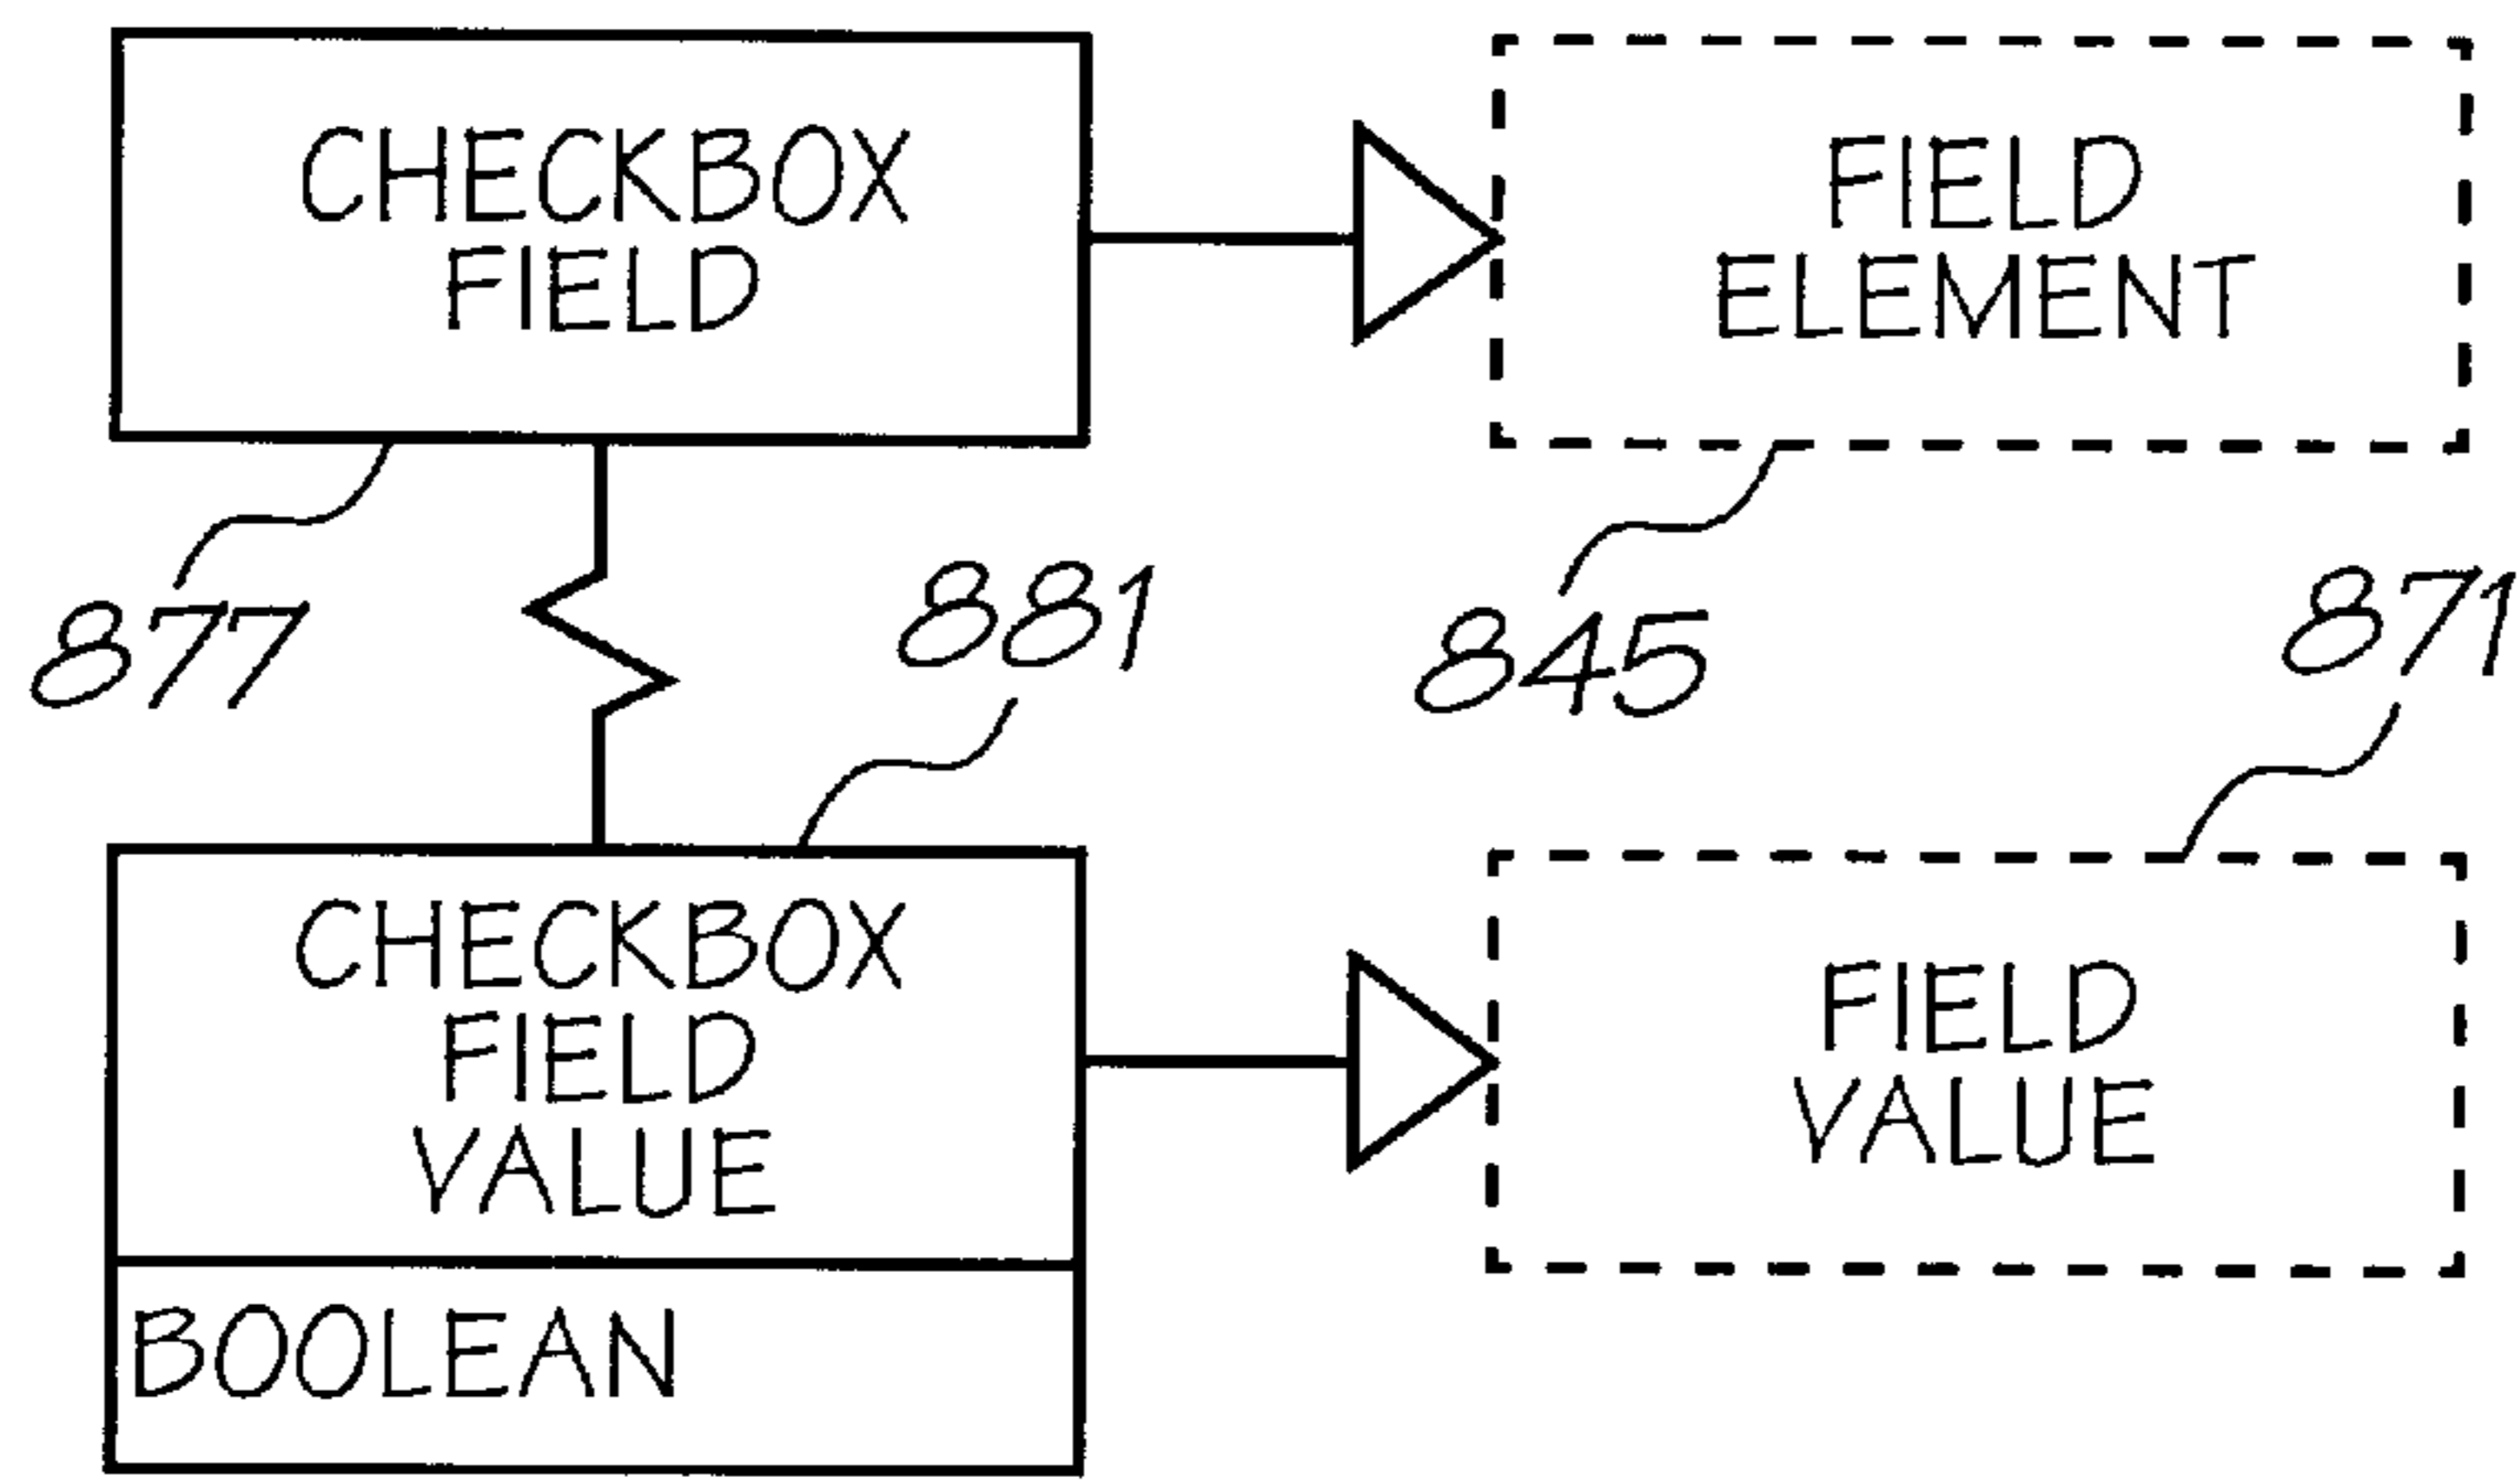 CHECKBOX
FIELD
FIELD
ELEMENT
877
881
845
871
CHECKBOX
FIELD
VALUE
BOOLEAN
FIELD
VALUE